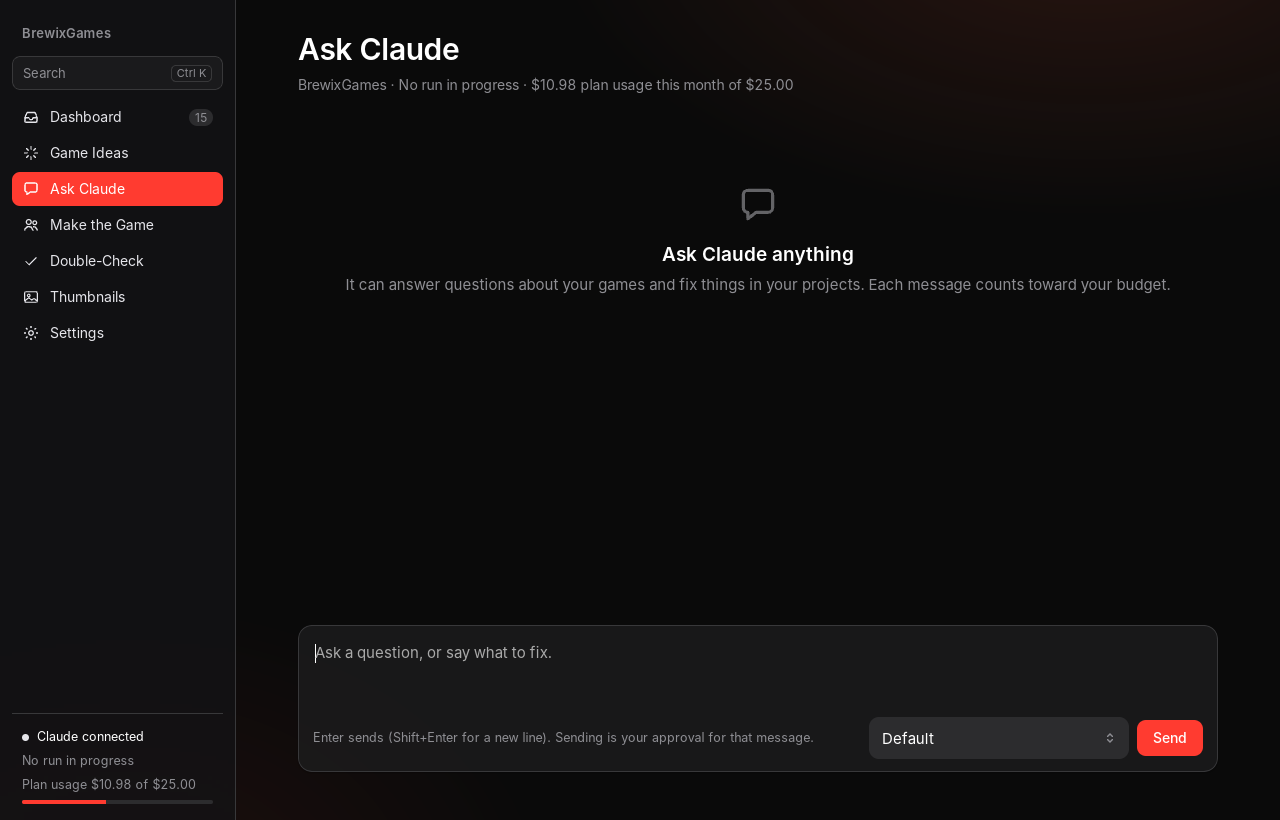 BrewixGames
Search
Ctrl K
Dashboard
15
Game Ideas
Ask Claude
Make the Game
Double-Check
Thumbnails
Settings
Claude connected
No run in progress
Plan usage $10.98 of $25.00
Ask Claude
BrewixGames · No run in progress · $10.98 plan usage this month of $25.00
Ask Claude anything
It can answer questions about your games and fix things in your projects. Each message counts toward your budget.
Ask a question, or say what to fix.
Enter sends (Shift+Enter for a new line). Sending is your approval for that message.
Default
Send